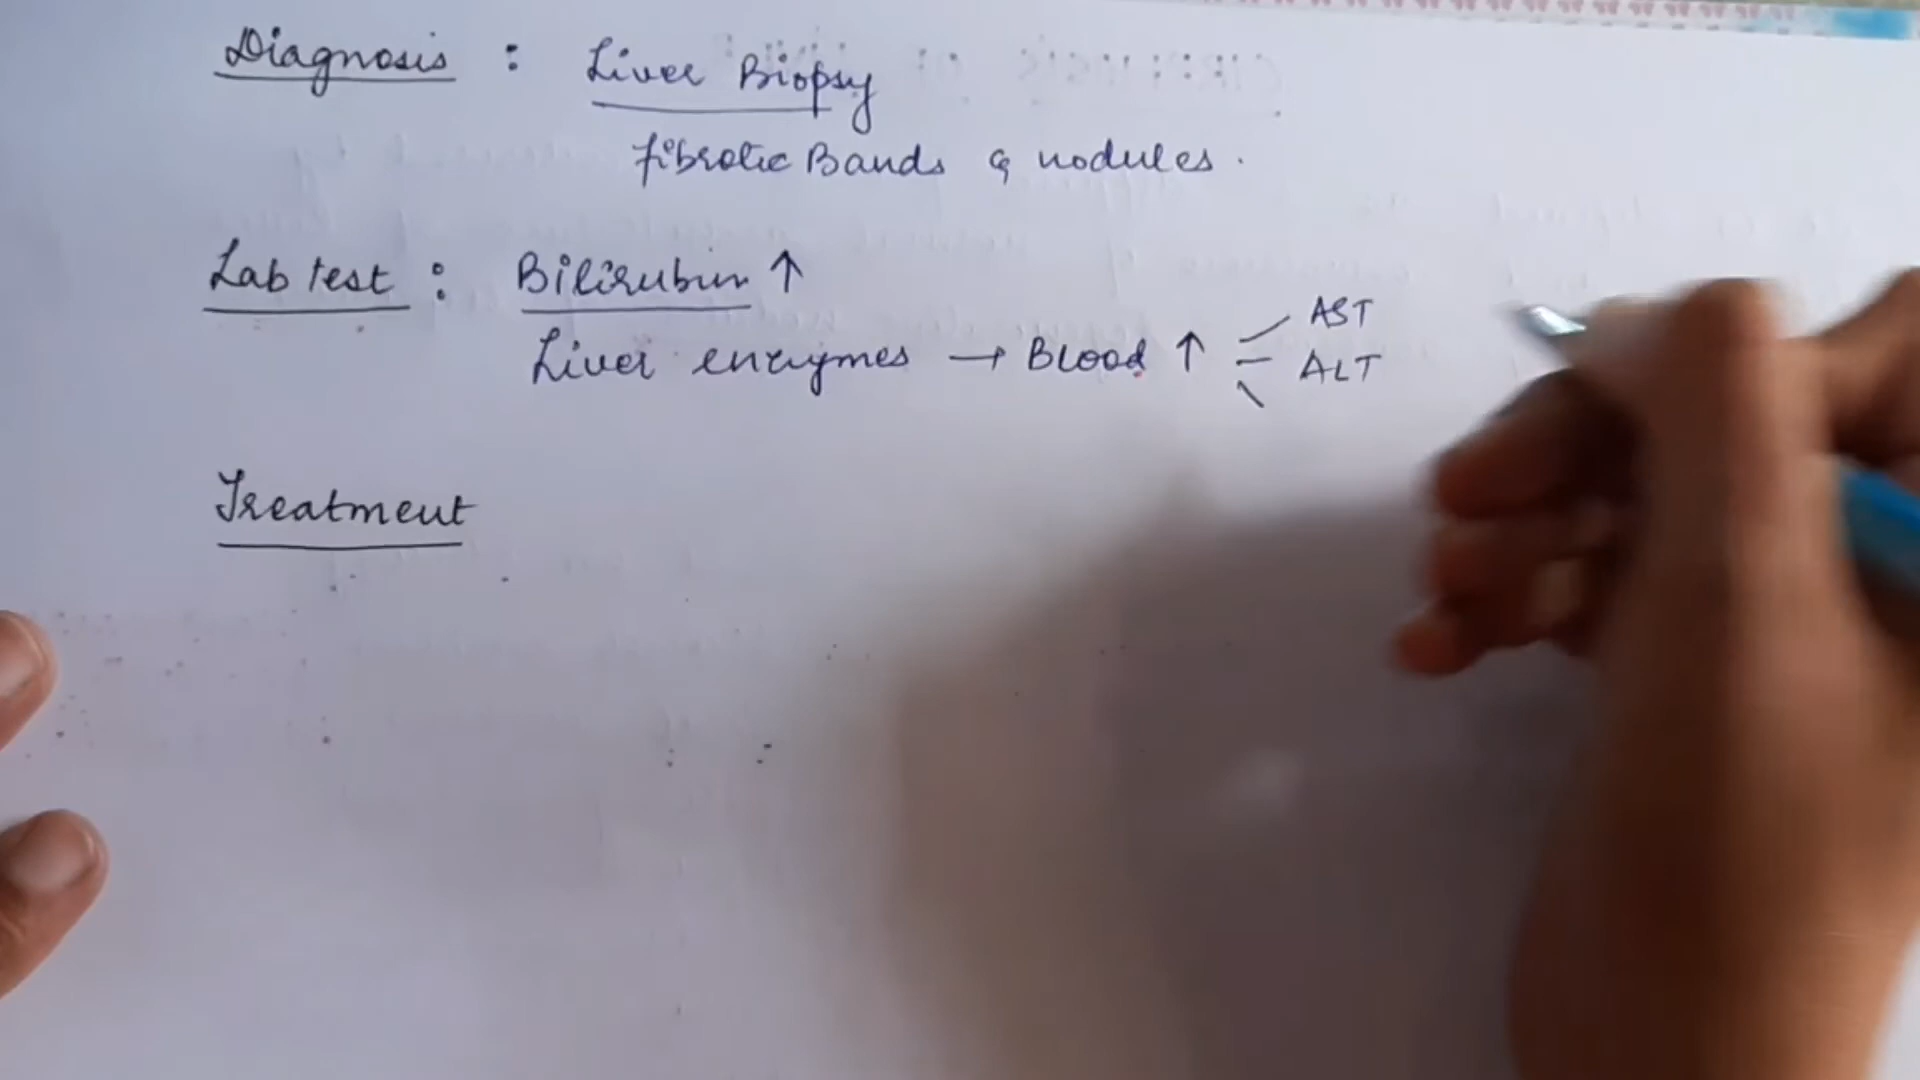 Diagnosis : Liver Biopsy
fibrotic Bands & nodules.
Lab test : Bilirubin ↑
Liver enzymes → Blood ↑ AST
ALT
Treatment